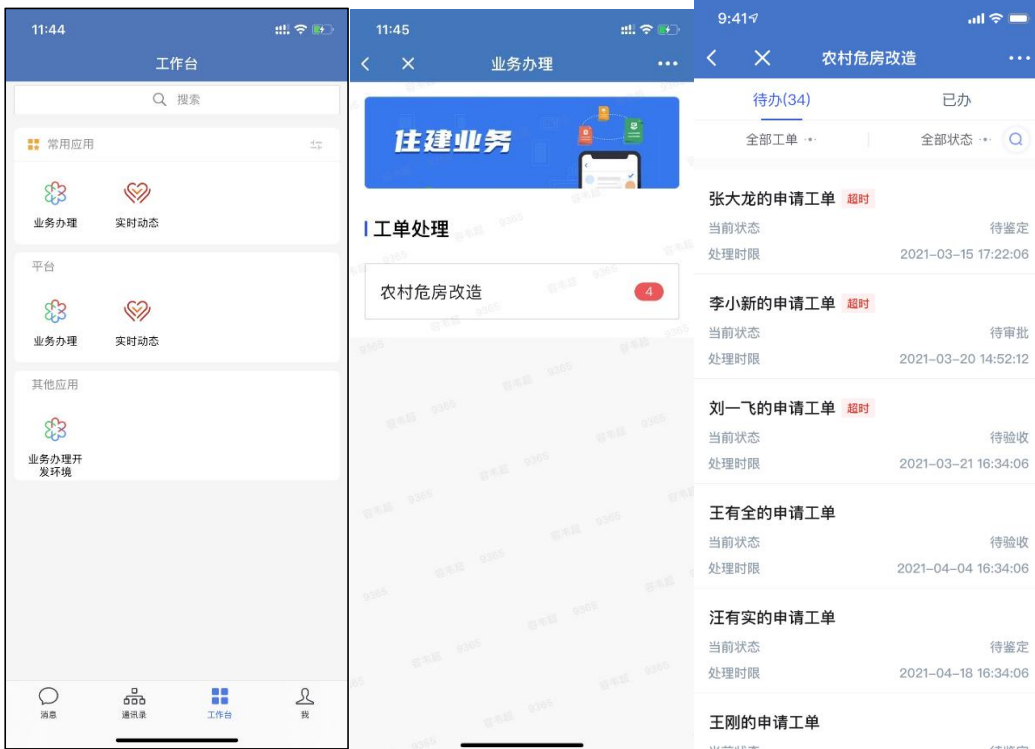 11:44
工作台
搜索
常用应用
业务办理
实时动态
平台
业务办理
实时动态
其他应用
业务办理开
发环境
消息
通讯录
工作台
我
11:45
业务办理
住建业务
工单处理
农村危房改造
4
9:41
农村危房改造
待办(34)
已办
全部工单
全部状态
张大龙的申请工单 超时
当前状态 待鉴定
处理时限 2021-03-15 17:22:06
李小新的申请工单 超时
当前状态 待审批
处理时限 2021-03-20 14:52:12
刘一飞的申请工单 超时
当前状态 待验收
处理时限 2021-03-21 16:34:06
王有全的申请工单
当前状态 待验收
处理时限 2021-04-04 16:34:06
汪有实的申请工单
当前状态 待鉴定
处理时限 2021-04-18 16:34:06
王刚的申请工单